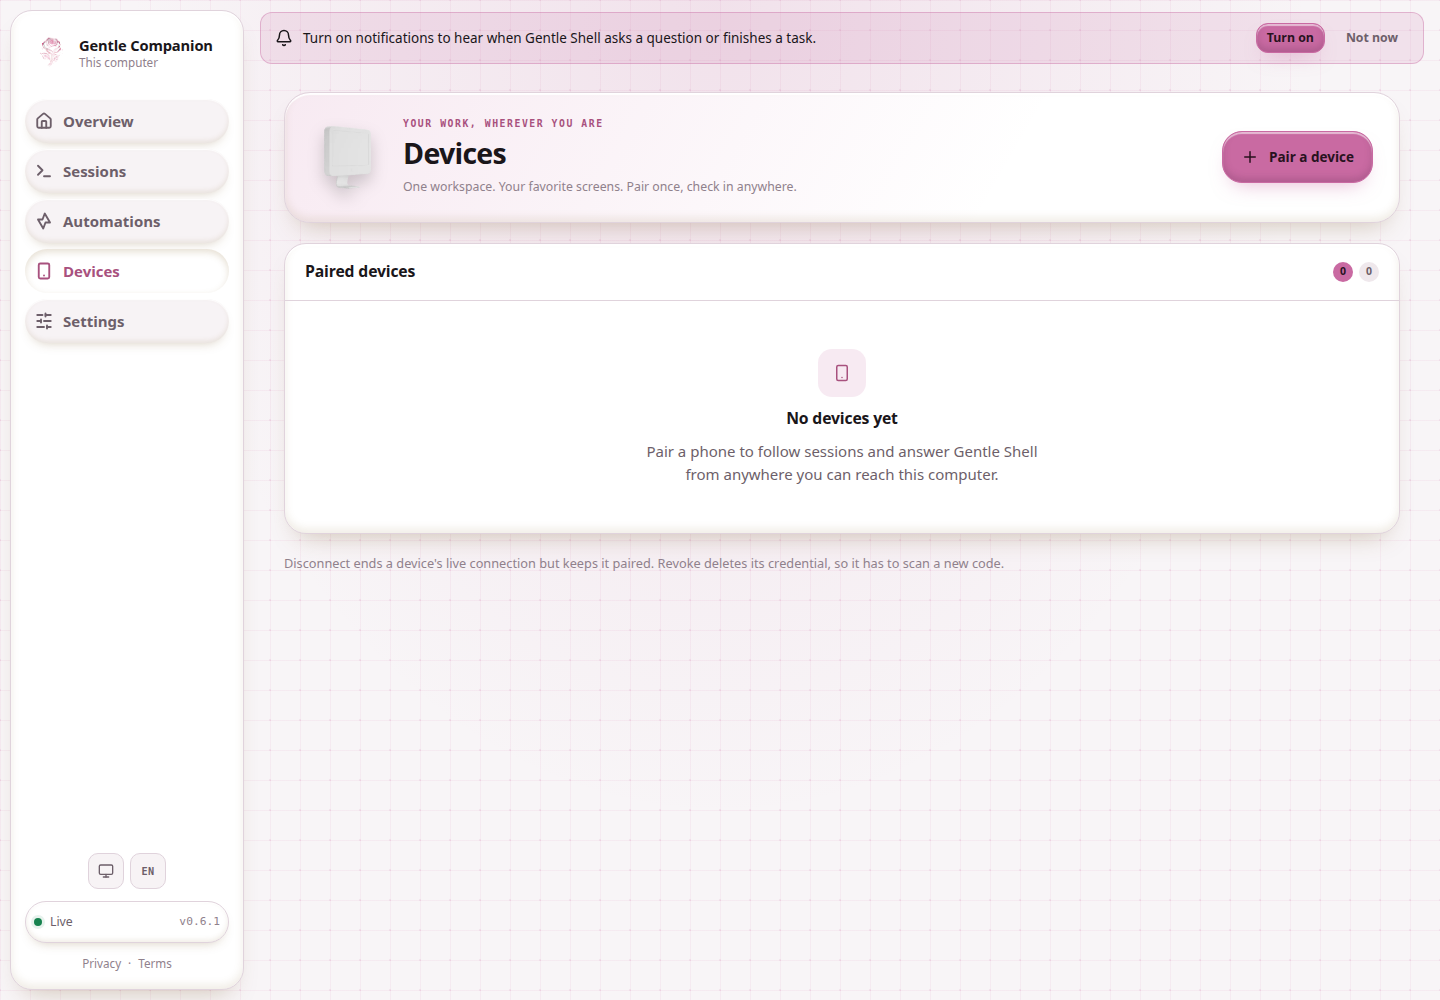 Gentle Companion
This computer
Overview
Sessions
Automations
Devices
Settings
EN
Live
v0.6.1
Privacy · Terms
Turn on notifications to hear when Gentle Shell asks a question or finishes a task.
Turn on
Not now
YOUR WORK, WHEREVER YOU ARE
Devices
One workspace. Your favorite screens. Pair once, check in anywhere.
Pair a device
Paired devices
0
0
No devices yet
Pair a phone to follow sessions and answer Gentle Shell
from anywhere you can reach this computer.
Disconnect ends a device's live connection but keeps it paired. Revoke deletes its credential, so it has to scan a new code.